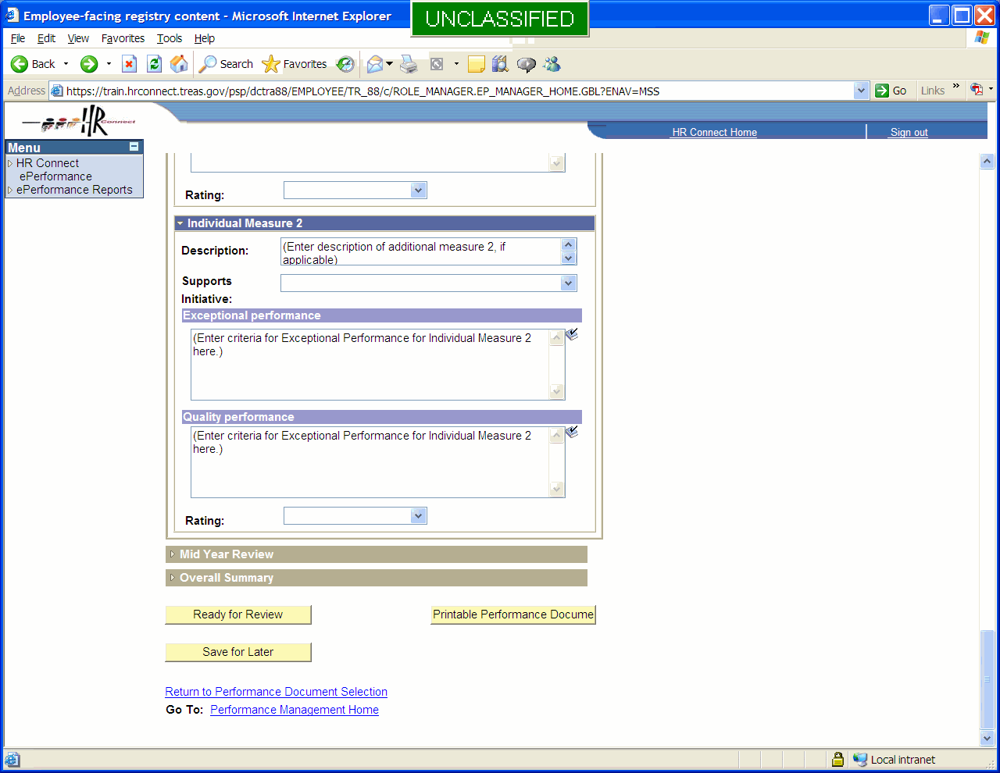 Employee-facing registry content - Microsoft Internet Explorer
UNCLASSIFIED
File Edit View Favorites Tools Help
Back Search Favorites
Address https://train.hrconnect.treas.gov/psp/dctra88/EMPLOYEE/TR_88/c/ROLE_MANAGER.EP_MANAGER_HOME.GBL?ENAV=MSS Go Links »
HR Connect
HR Connect Home Sign out
Menu
HR Connect
ePerformance
ePerformance Reports
Rating:
Individual Measure 2
Description:
(Enter description of additional measure 2, if
applicable)
Supports
Initiative:
Exceptional performance
(Enter criteria for Exceptional Performance for Individual Measure 2
here.)
Quality performance
(Enter criteria for Exceptional Performance for Individual Measure 2
here.)
Rating:
Mid Year Review
Overall Summary
Ready for Review Printable Performance Docume
Save for Later
Return to Performance Document Selection
Go To: Performance Management Home
Local intranet